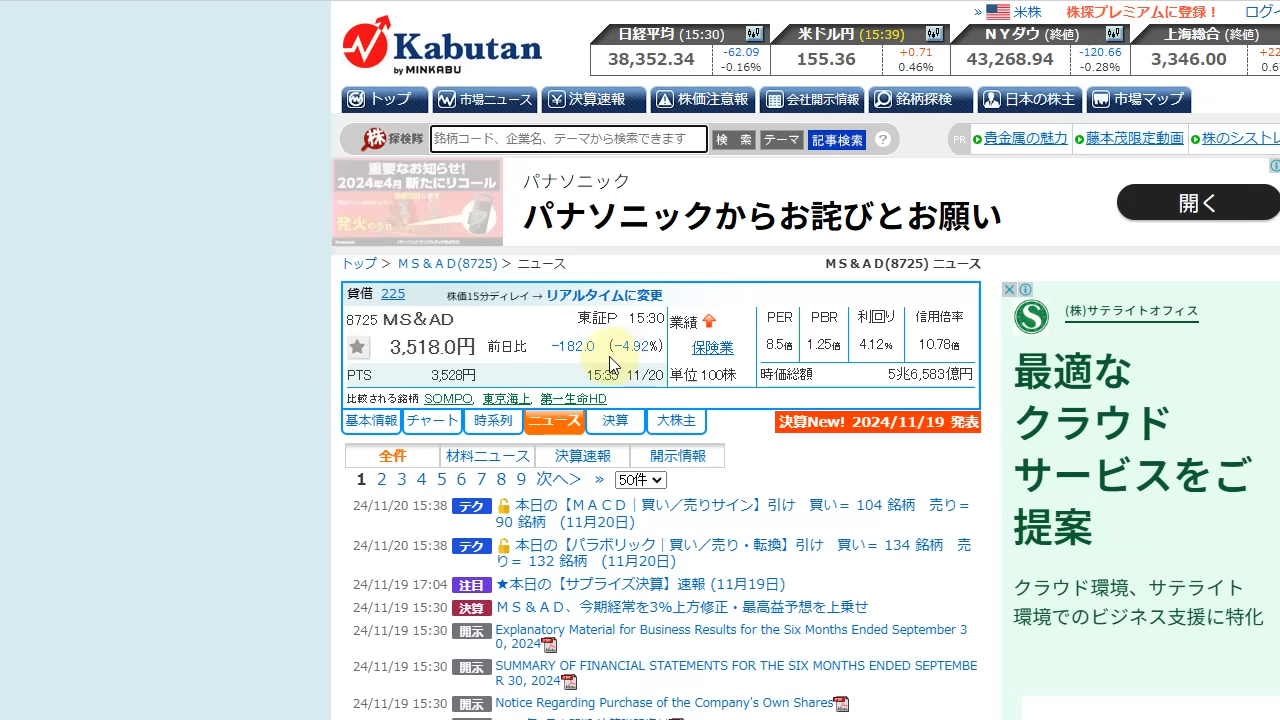 » 米株 株探プレミアムに登録！ ログイ
Kabutan
by MINKABU
日経平均 (15:30) 米ドル円 (15:39) ＮＹダウ (終値) 上海総合 (終値)
38,352.34 -62.09 -0.16% 155.36 +0.71 0.46% 43,268.94 -120.66 -0.28% 3,346.00 +22 0.6
トップ 市場ニュース 決算速報 株価注意報 会社開示情報 銘柄探検 日本の株主 市場マップ
株探検隊 銘柄コード、企業名、テーマから検索できます 検 索 テーマ 記事検索 ? PR 貴金属の魅力 藤本茂限定動画 株のシストレ
重要なお知らせ!
2024年4月 新たにリコール
発火の
パナソニック
パナソニックからお詫びとお願い
開く
トップ > ＭＳ＆ＡＤ(8725) > ニュース ＭＳ＆ＡＤ(8725) ニュース
貸借 225 株価15分ディレイ → リアルタイムに変更
8725 ＭＳ＆ＡＤ 東証Ｐ 15:30 業績
3,518.0円 前日比 -182.0 (-4.92%) 保険業
PTS 3,528円 15:38 11/20 単位 100株
PER PBR 利回り 信用倍率
8.5倍 1.25倍 4.12% 10.78倍
時価総額 5兆6,583億円
比較される銘柄 SOMPO, 東京海上, 第一生命HD
基本情報 チャート 時系列 ニュース 決算 大株主 決算New! 2024/11/19 発表
全件 材料ニュース 決算速報 開示情報
1 2 3 4 5 6 7 8 9 次へ＞ » 50件
24/11/20 15:38 テク 本日の【ＭＡＣＤ｜買い／売りサイン】引け　買い＝ 104 銘柄　売り＝
90 銘柄　(11月20日)
24/11/20 15:38 テク 本日の【パラボリック｜買い／売り・転換】引け　買い＝ 134 銘柄　売
り＝ 132 銘柄　(11月20日)
24/11/19 17:04 注目 ★本日の【サプライズ決算】速報 (11月19日)
24/11/19 15:30 決算 ＭＳ＆ＡＤ、今期経常を3％上方修正・最高益予想を上乗せ
24/11/19 15:30 開示 Explanatory Material for Business Results for the Six Months Ended September 3
0, 2024
24/11/19 15:30 開示 SUMMARY OF FINANCIAL STATEMENTS FOR THE SIX MONTHS ENDED SEPTEMBE
R 30, 2024
24/11/19 15:30 開示 Notice Regarding Purchase of the Company's Own Shares
(株)サテライトオフィス
最適な
クラウド
サービスをご
提案
クラウド環境、サテライト
環境でのビジネス支援に特化